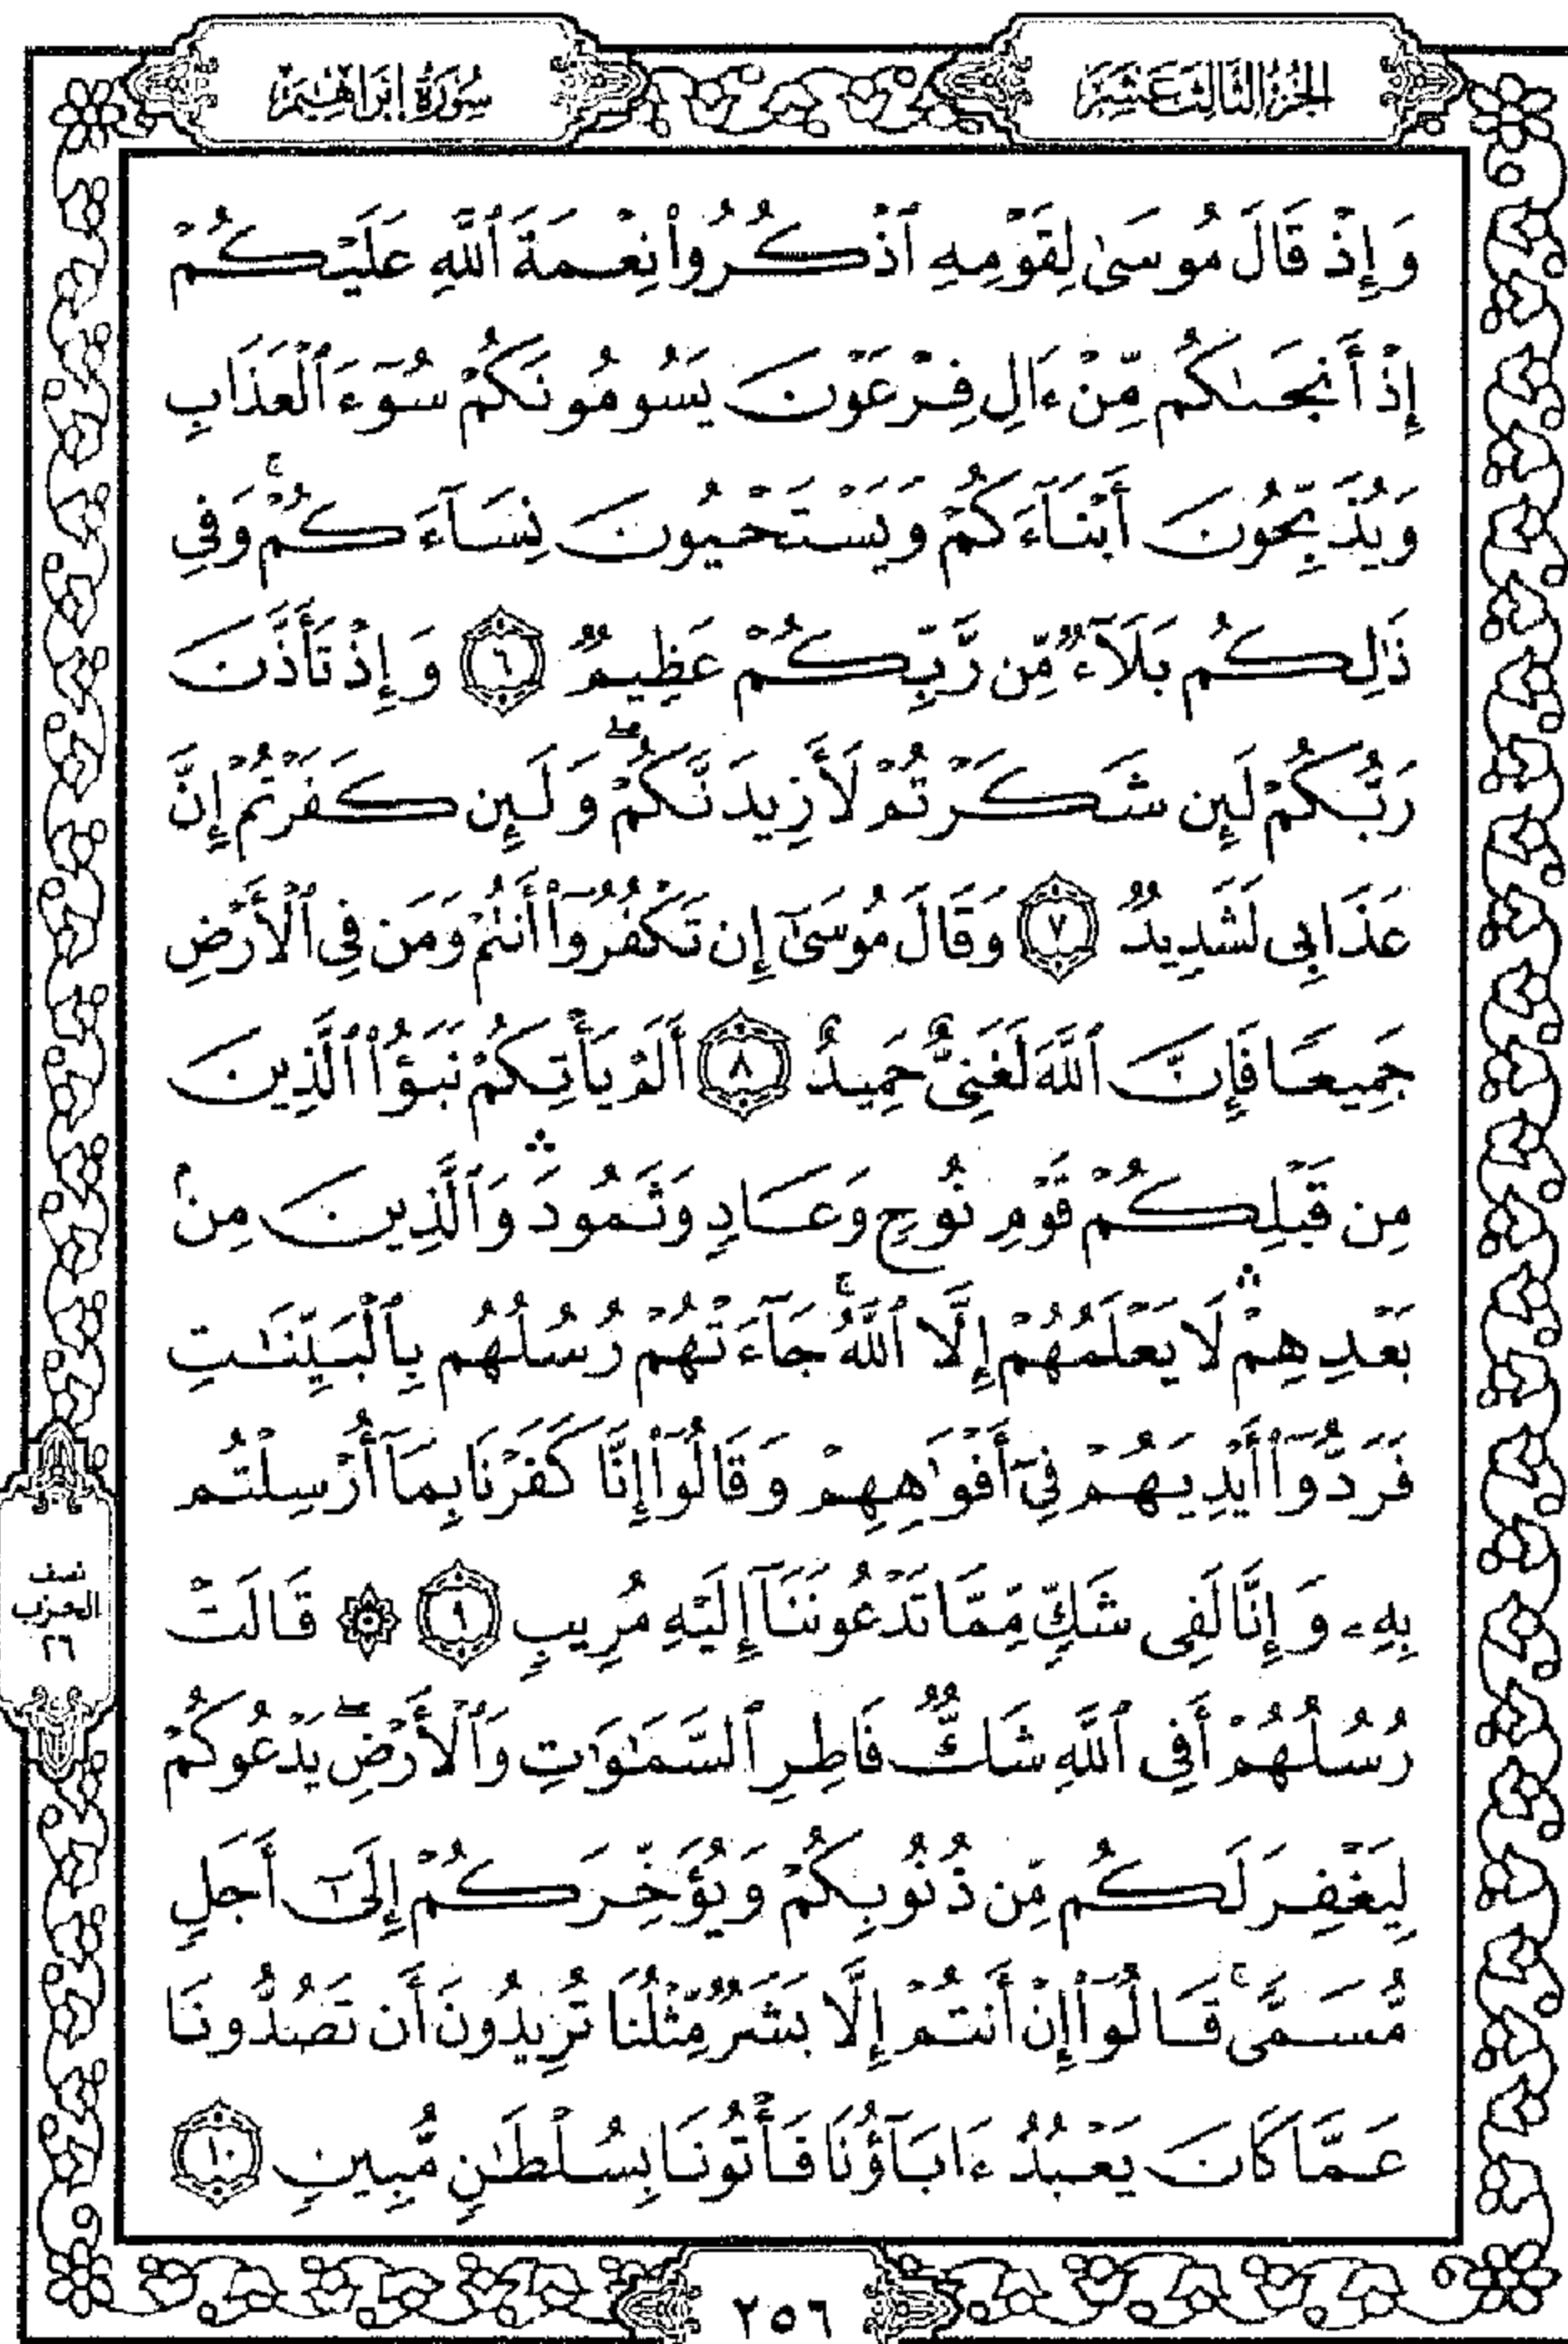 الجزء الثالث عشر
سورة إبراهيم
وَإِذْ قَالَ مُوسَىٰ لِقَوْمِهِ ٱذْكُرُوا۟ نِعْمَةَ ٱللَّهِ عَلَيْكُمْ
إِذْ أَنجَىٰكُم مِّنْ ءَالِ فِرْعَوْنَ يَسُومُونَكُمْ سُوٓءَ ٱلْعَذَابِ
وَيُذَبِّحُونَ أَبْنَآءَكُمْ وَيَسْتَحْيُونَ نِسَآءَكُمْ ۚ وَفِى
ذَٰلِكُم بَلَآءٌ مِّن رَّبِّكُمْ عَظِيمٌ ٦ وَإِذْ تَأَذَّنَ
رَبُّكُمْ لَئِن شَكَرْتُمْ لَأَزِيدَنَّكُمْ ۖ وَلَئِن كَفَرْتُمْ إِنَّ
عَذَابِى لَشَدِيدٌ ٧ وَقَالَ مُوسَىٰٓ إِن تَكْفُرُوٓا۟ أَنتُمْ وَمَن فِى ٱلْأَرْضِ
جَمِيعًا فَإِنَّ ٱللَّهَ لَغَنِىٌّ حَمِيدٌ ٨ أَلَمْ يَأْتِكُمْ نَبَؤُا۟ ٱلَّذِينَ
مِن قَبْلِكُمْ قَوْمِ نُوحٍ وَعَادٍ وَثَمُودَ ۛ وَٱلَّذِينَ مِنۢ
بَعْدِهِمْ ۛ لَا يَعْلَمُهُمْ إِلَّا ٱللَّهُ ۚ جَآءَتْهُمْ رُسُلُهُم بِٱلْبَيِّنَـٰتِ
فَرَدُّوٓا۟ أَيْدِيَهُمْ فِىٓ أَفْوَٰهِهِمْ وَقَالُوٓا۟ إِنَّا كَفَرْنَا بِمَآ أُرْسِلْتُم
بِهِۦ وَإِنَّا لَفِى شَكٍّ مِّمَّا تَدْعُونَنَآ إِلَيْهِ مُرِيبٍ ٩ ۞ قَالَتْ
رُسُلُهُمْ أَفِى ٱللَّهِ شَكٌّ فَاطِرِ ٱلسَّمَـٰوَٰتِ وَٱلْأَرْضِ ۖ يَدْعُوكُمْ
لِيَغْفِرَ لَكُم مِّن ذُنُوبِكُمْ وَيُؤَخِّرَكُمْ إِلَىٰٓ أَجَلٍ
مُّسَمًّى ۚ قَالُوٓا۟ إِنْ أَنتُمْ إِلَّا بَشَرٌ مِّثْلُنَا تُرِيدُونَ أَن تَصُدُّونَا
عَمَّا كَانَ يَعْبُدُ ءَابَآؤُنَا فَأْتُونَا بِسُلْطَـٰنٍ مُّبِينٍ ١٠
نصف
الحزب
٢٦
٢٥٦